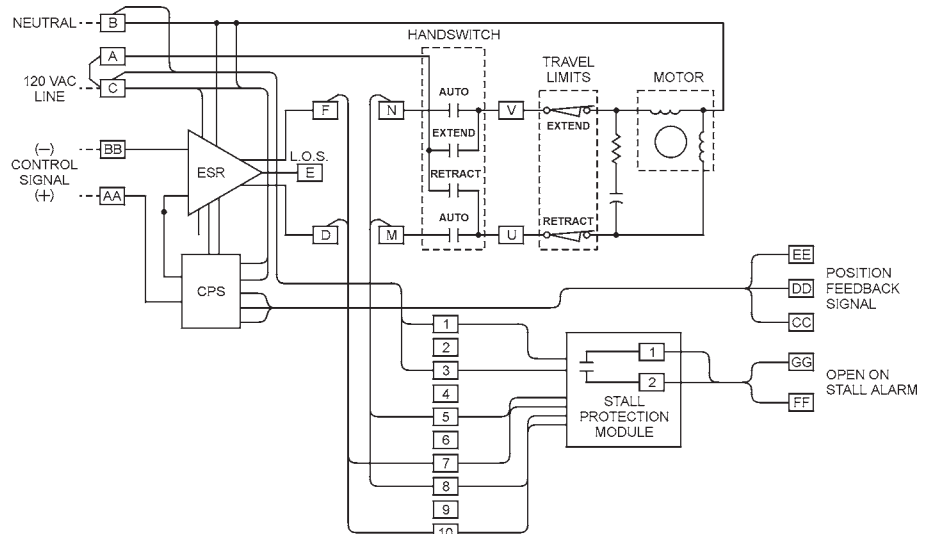 NEUTRAL
B
A
120 VAC
LINE
C
(—)
CONTROL
SIGNAL
(+)
BB
AA
ESR
L.O.S.
E
CPS
F
D
N
M
HANDSWITCH
AUTO
EXTEND
RETRACT
AUTO
V
U
TRAVEL
LIMITS
EXTEND
RETRACT
MOTOR
EE
DD
CC
POSITION
FEEDBACK
SIGNAL
1
2
3
4
5
6
7
8
9
10
1
2
STALL
PROTECTION
MODULE
GG
FF
OPEN ON
STALL ALARM